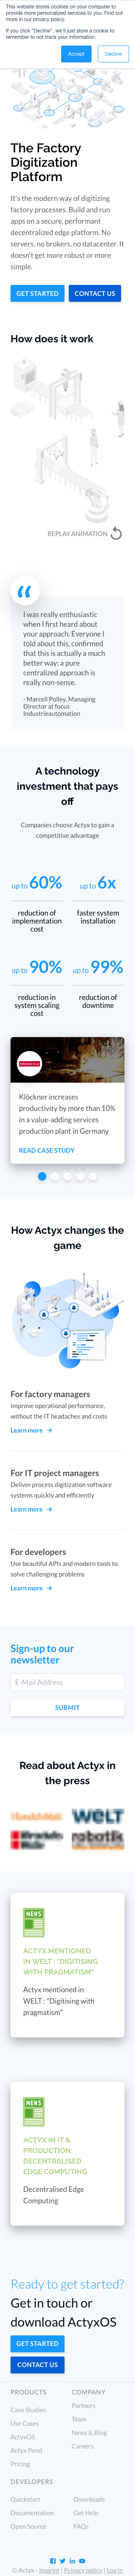 This website stores cookies on your computer to
provide more personalized services to you. Find out
more in our privacy policy.
If you click "Decline", we'll just store a cookie to
remember not to track your information.
Accept
Decline
The Factory
Digitization
Platform
It's the modern way of digitizing
factory processes. Build and run
apps on a secure, performant
decentralized edge platform. No
servers, no brokers, no datacenter. It
doesn't get more robust or more
simple.
GET STARTED
CONTACT US
How does it work
REPLAY ANIMATION
“
I was really enthusiastic
when I first heard about
your approach. Everyone I
told about this, confirmed
that this is actually a much
better way; a pure
centralized approach is
really non-sense.
- Marcell Polley, Managing
Director at focus
Industrieautomation
A technology
investment that pays
off
Companies choose Actyx to gain a
competitive advantage
up to 60%
reduction of
implementation
cost
up to 6x
faster system
installation
up to 90%
reduction in
system scaling
cost
up to 99%
reduction of
downtime
Klöckner increases
productivity by more than 10%
in a value-adding services
production plant in Germany
READ CASE STUDY
How Actyx changes the
game
For factory managers
Improve operational performance,
without the IT headaches and costs
Learn more →
For IT project managers
Deliver process digitization software
systems quickly and efficiently
Learn more →
For developers
Use beautiful APIs and modern tools to
solve challenging problems
Learn more →
Sign-up to our
newsletter
E-Mail Address
SUBMIT
Read about Actyx in
the press
Handelsblatt
WELT
robotik
NEWS
ACTYX MENTIONED
IN WELT : "DIGITISING
WITH PRAGMATISM"
Actyx mentioned in
WELT : "Digitising with
pragmatism"
NEWS
ACTYX IN IT &
PRODUCTION:
DECENTRALISED
EDGE COMPUTING
Decentralised Edge
Computing
Ready to get started?
Get in touch or
download ActyxOS
GET STARTED
CONTACT US
PRODUCTS
Case Studies
Use Cases
ActyxOS
Actyx Pond
Pricing
COMPANY
Partners
Team
News & Blog
Careers
DEVELOPERS
Quickstart
Documentation
Open Source
Downloads
Get Help
FAQs
© Actyx - Imprint | Privacy policy | Log in